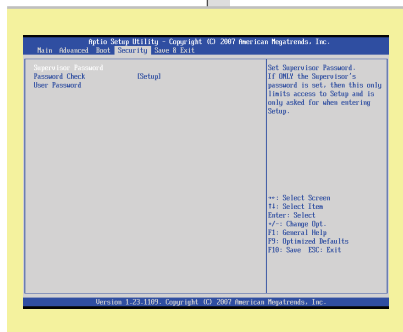 Aptio Setup Utility - Copyright (C) 2007 American Megatrends, Inc.
Main Advanced Boot Security Save & Exit
Supervisor Password
Password Check [Setup]
User Password
Set Supervisor Password.
If ONLY the Supervisor's
password is set, then this only
limits access to Setup and is
only asked for when entering
Setup.
↔: Select Screen
↑↓: Select Item
Enter: Select
+/-: Change Opt.
F1: General Help
F9: Optimized Defaults
F10: Save ESC: Exit
Version 1.23.1109. Copyright (C) 2007 American Megatrends, Inc.